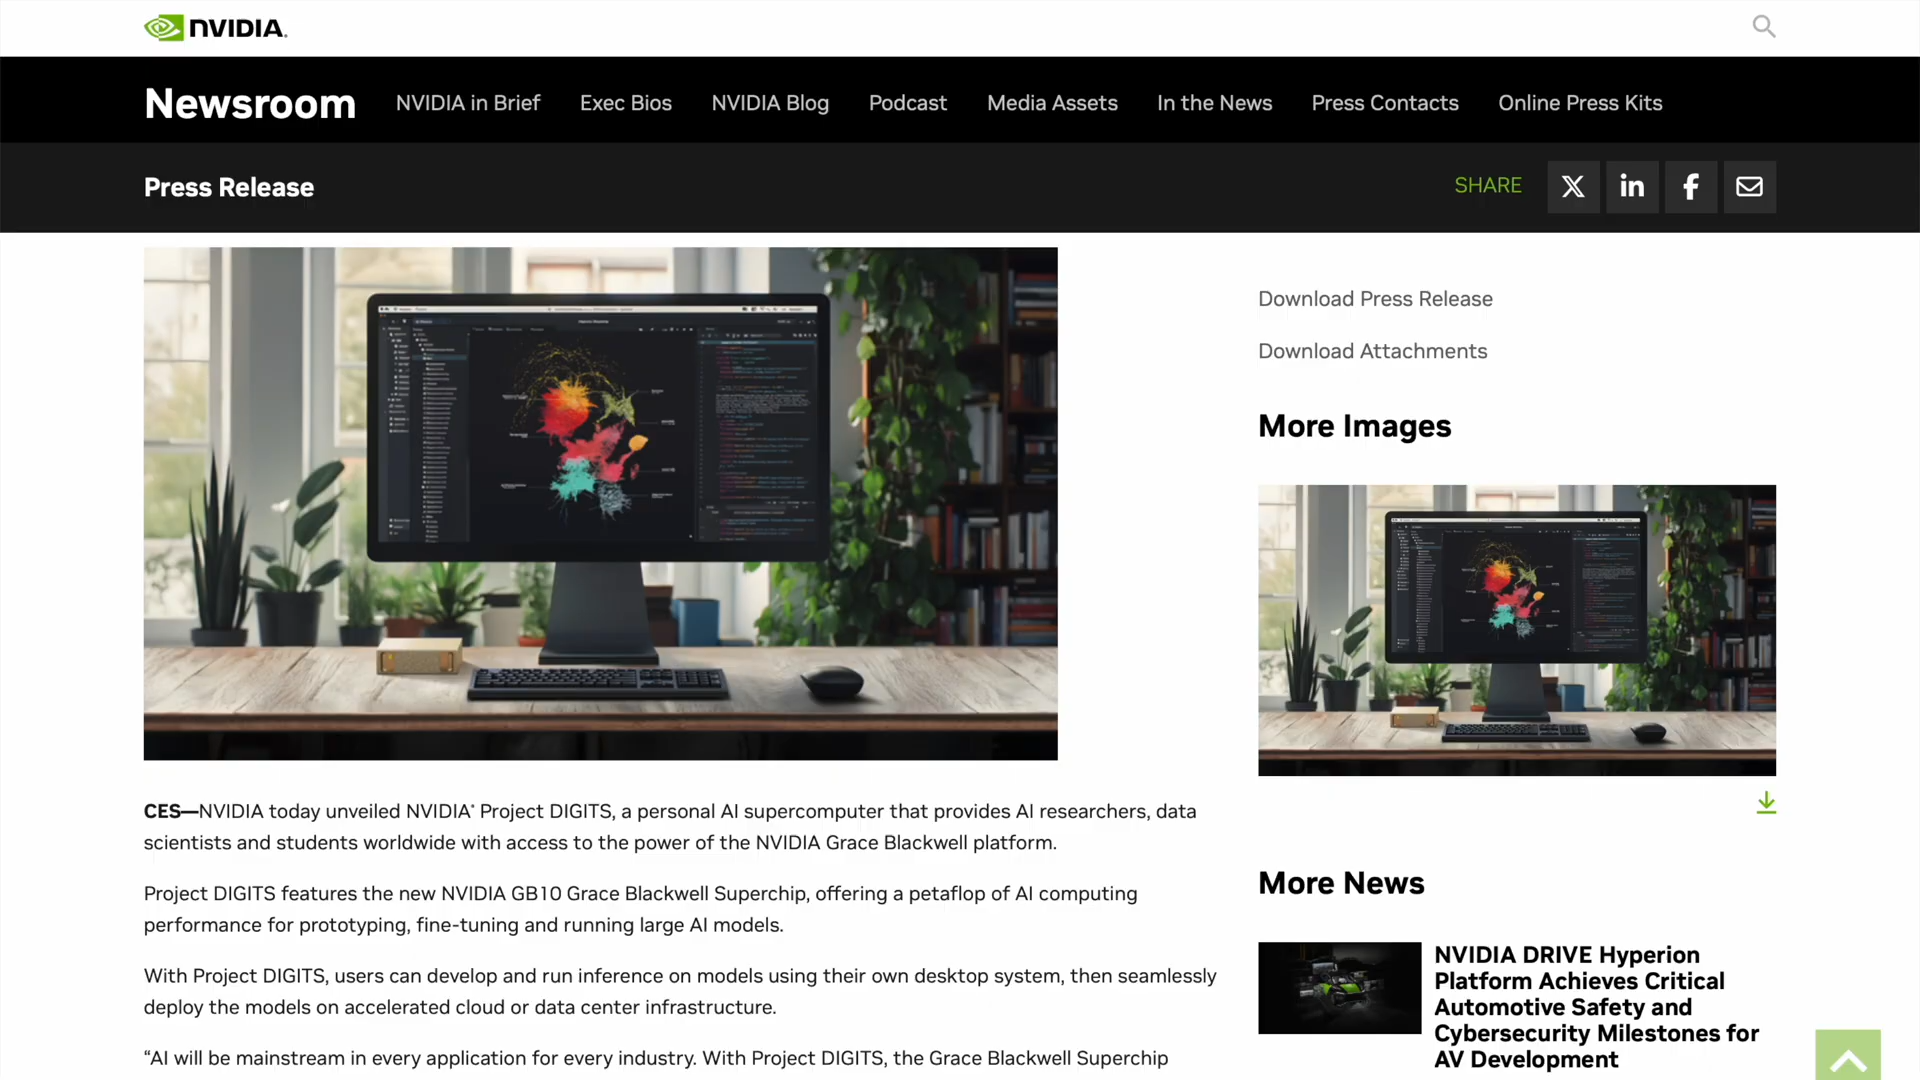 NVIDIA.
Newsroom
NVIDIA in Brief
Exec Bios
NVIDIA Blog
Podcast
Media Assets
In the News
Press Contacts
Online Press Kits
Press Release
SHARE
Download Press Release
Download Attachments
More Images
CES—NVIDIA today unveiled NVIDIA® Project DIGITS, a personal AI supercomputer that provides AI researchers, data
scientists and students worldwide with access to the power of the NVIDIA Grace Blackwell platform.
Project DIGITS features the new NVIDIA GB10 Grace Blackwell Superchip, offering a petaflop of AI computing
performance for prototyping, fine-tuning and running large AI models.
With Project DIGITS, users can develop and run inference on models using their own desktop system, then seamlessly
deploy the models on accelerated cloud or data center infrastructure.
“AI will be mainstream in every application for every industry. With Project DIGITS, the Grace Blackwell Superchip
More News
NVIDIA DRIVE Hyperion
Platform Achieves Critical
Automotive Safety and
Cybersecurity Milestones for
AV Development